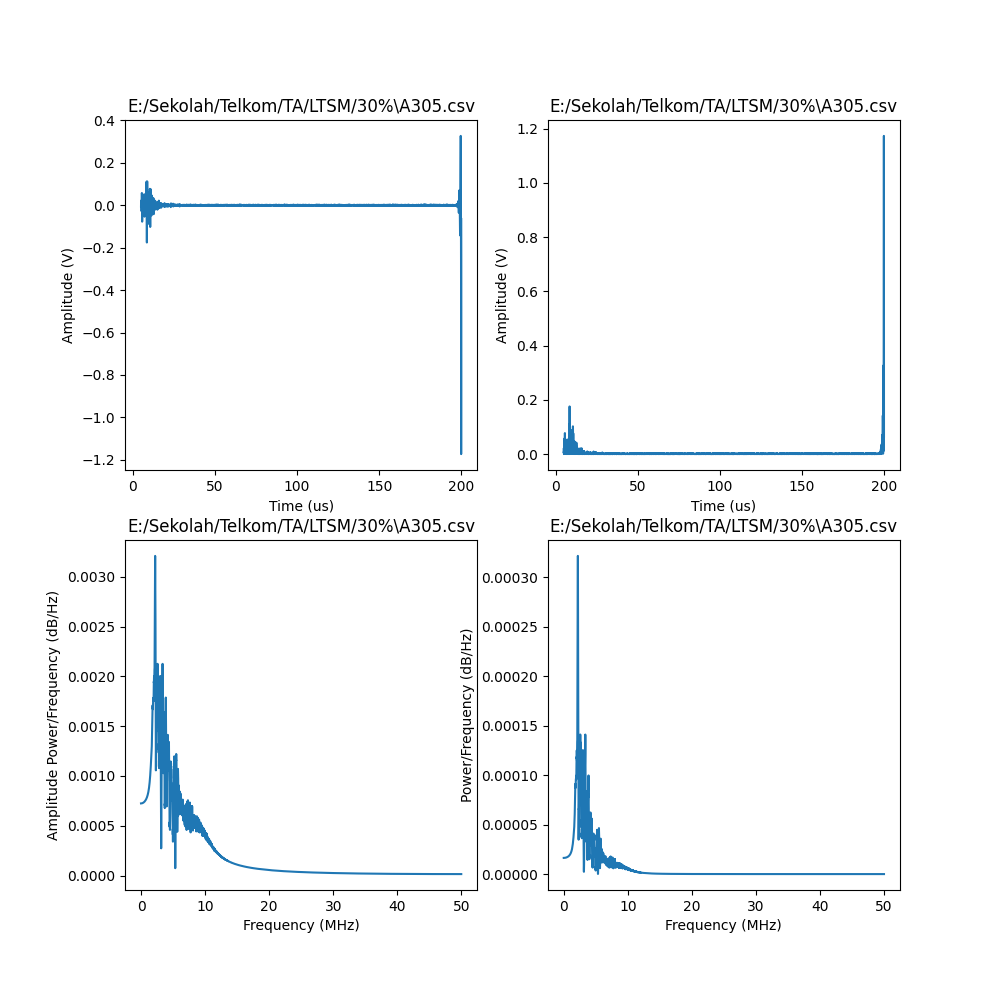 E:/Sekolah/Telkom/TA/LTSM/30%\A305.csv
Amplitude (V)
0.4
0.2
0.0
−0.2
−0.4
−0.6
−0.8
−1.0
−1.2
0 50 100 150 200
Time (us)
E:/Sekolah/Telkom/TA/LTSM/30%\A305.csv
Amplitude (V)
1.2
1.0
0.8
0.6
0.4
0.2
0.0
0 50 100 150 200
Time (us)
E:/Sekolah/Telkom/TA/LTSM/30%\A305.csv
Amplitude Power/Frequency (dB/Hz)
0.0030
0.0025
0.0020
0.0015
0.0010
0.0005
0.0000
0 10 20 30 40 50
Frequency (MHz)
E:/Sekolah/Telkom/TA/LTSM/30%\A305.csv
Power/Frequency (dB/Hz)
0.00030
0.00025
0.00020
0.00015
0.00010
0.00005
0.00000
0 10 20 30 40 50
Frequency (MHz)